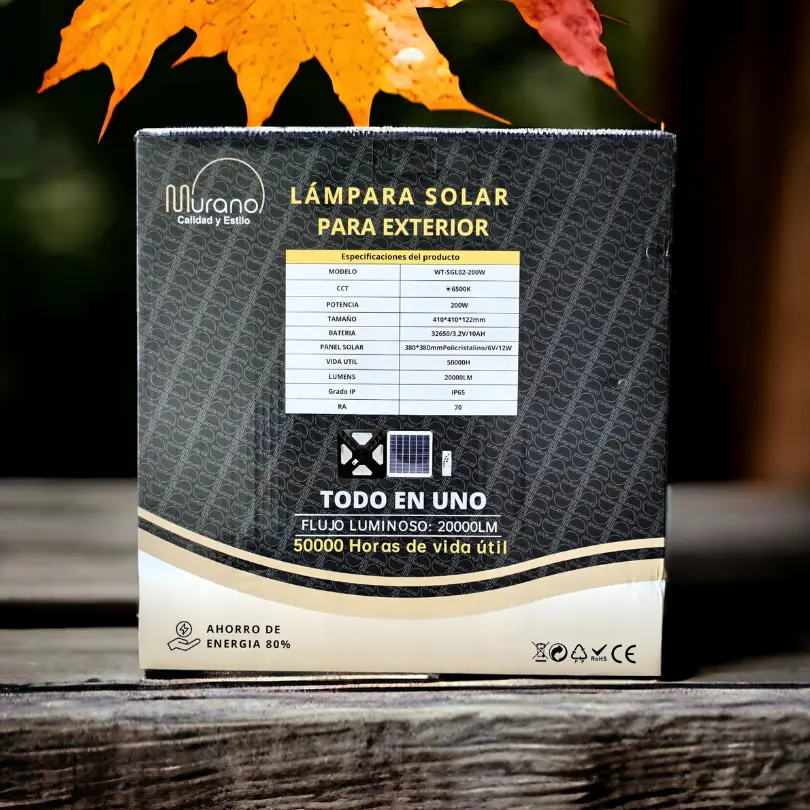 Murano
Calidad y Estilo
LÁMPARA SOLAR
PARA EXTERIOR
Especificaciones del producto
MODELO WT-SGL02-200W
CCT ☀6500K
POTENCIA 200W
TAMAÑO 410*410*122mm
BATERIA 32650/3.2V/10AH
PANEL SOLAR 380*380mmPolicristalino/6V/12W
VIDA UTIL 50000H
LUMENS 20000LM
Grado IP IP65
RA 70
TODO EN UNO
FLUJO LUMINOSO: 20000LM
50000 Horas de vida útil
AHORRO DE
ENERGIA 80%
RoHS CE